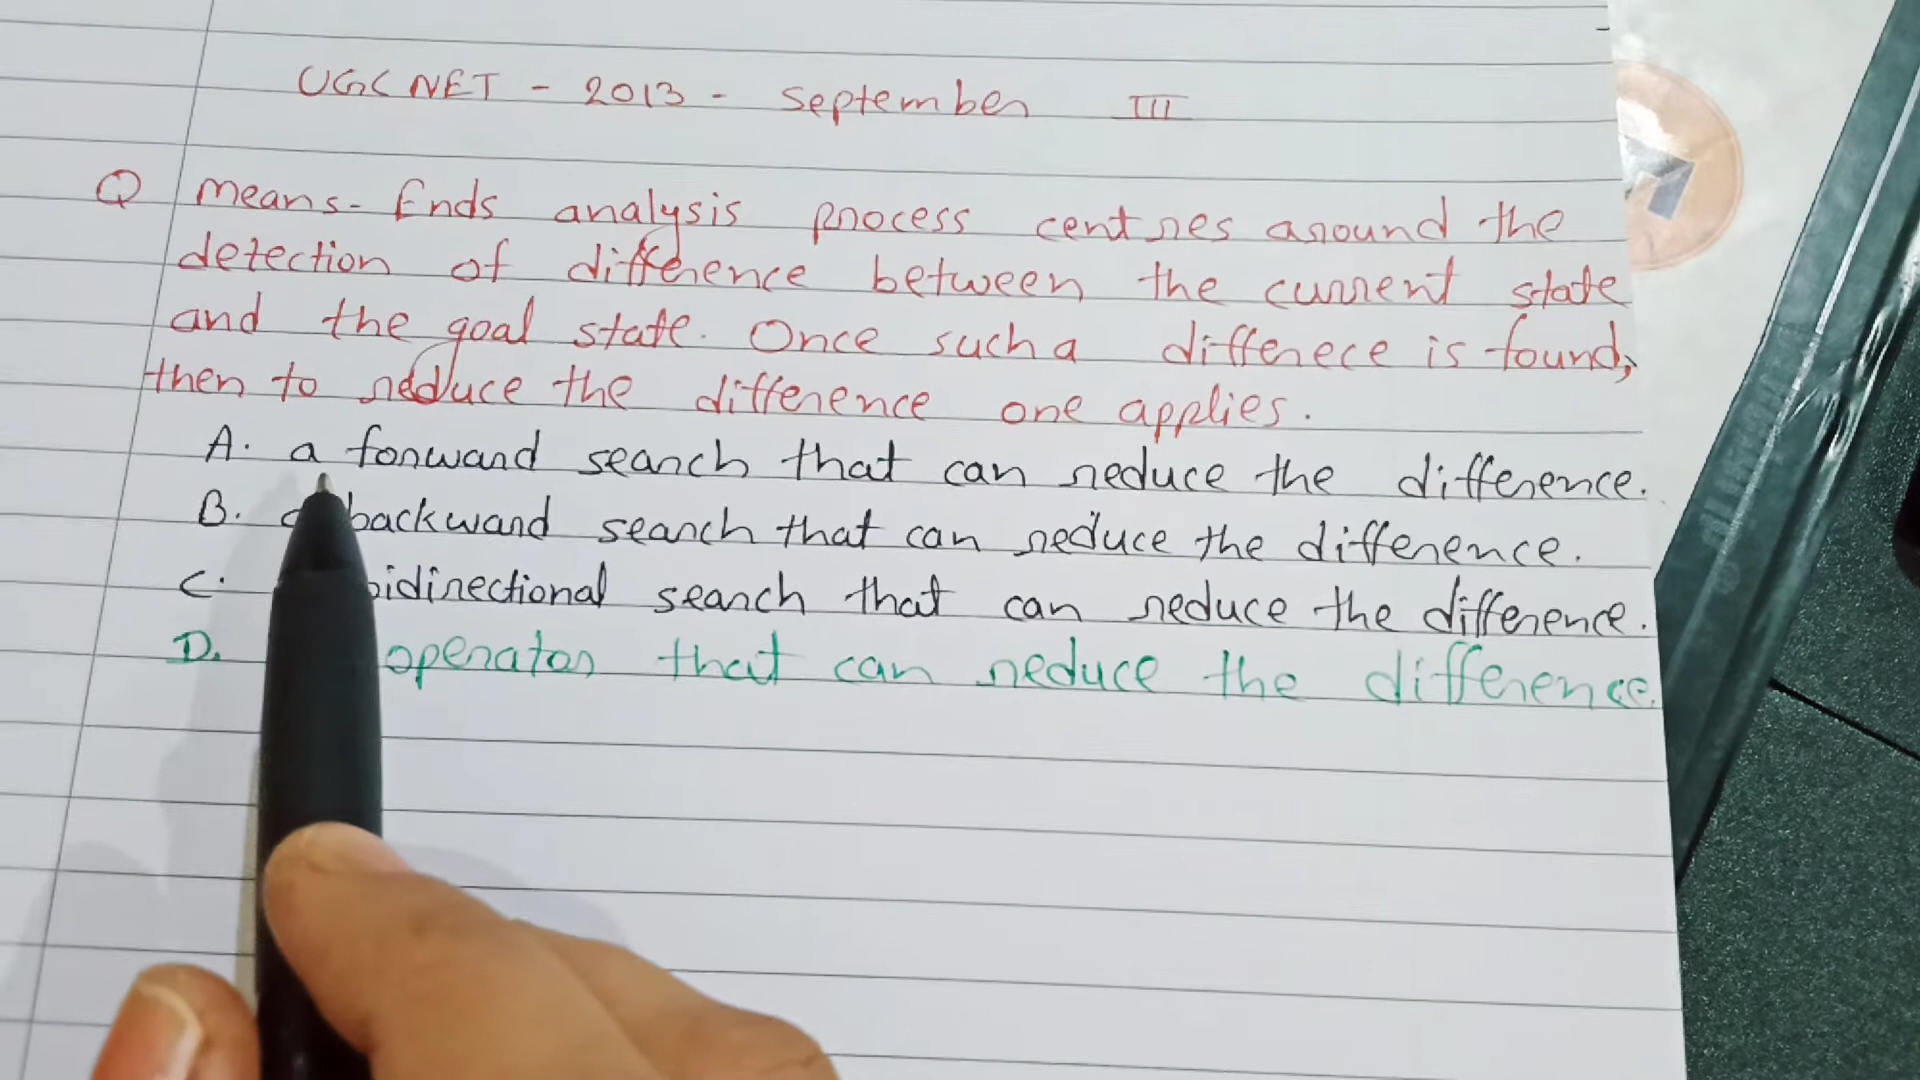 UGC NET - 2013 - September III
Q means- Ends analysis process centres around the
detection of difference between the current state
and the goal state. Once such a differece is found,
then to reduce the difference one applies.
A. a forward search that can reduce the difference.
B. backward search that can reduce the difference.
C. bidirectional search that can reduce the difference.
D. operator that can reduce the difference.